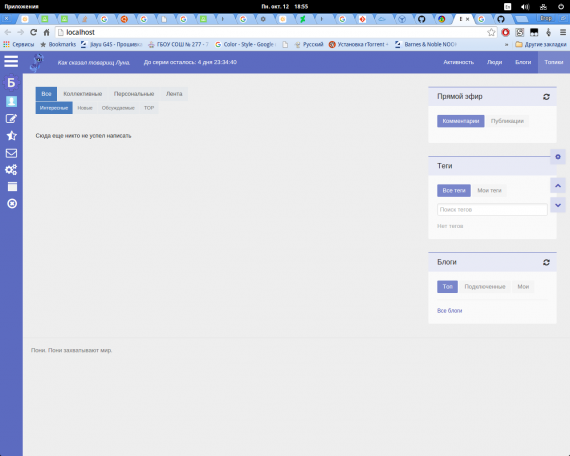 Приложения
Пн. окт. 12 18:55
localhost
Сервисы
Bookmarks
Jiayu G4S - Прошивк
ГБОУ СОШ № 277 - Т
Color - Style - Google
Русский
Установка rTorrent
Barnes & Noble NOO
»
Другие закладки
Как сказал товарищ Луна,
До серии осталось: 4 дня 23:34:40
Активность
Люди
Блоги
Топики
Б
Все
Коллективные
Персональные
Лента
Интересные
Новые
Обсуждаемые
TOP
Сюда еще никто не успел написать
Прямой эфир
Комментарии
Публикации
Теги
Все теги
Мои теги
Поиск тегов
Нет тегов
Блоги
Топ
Подключенные
Мои
Все блоги
Пони. Пони захватывают мир.